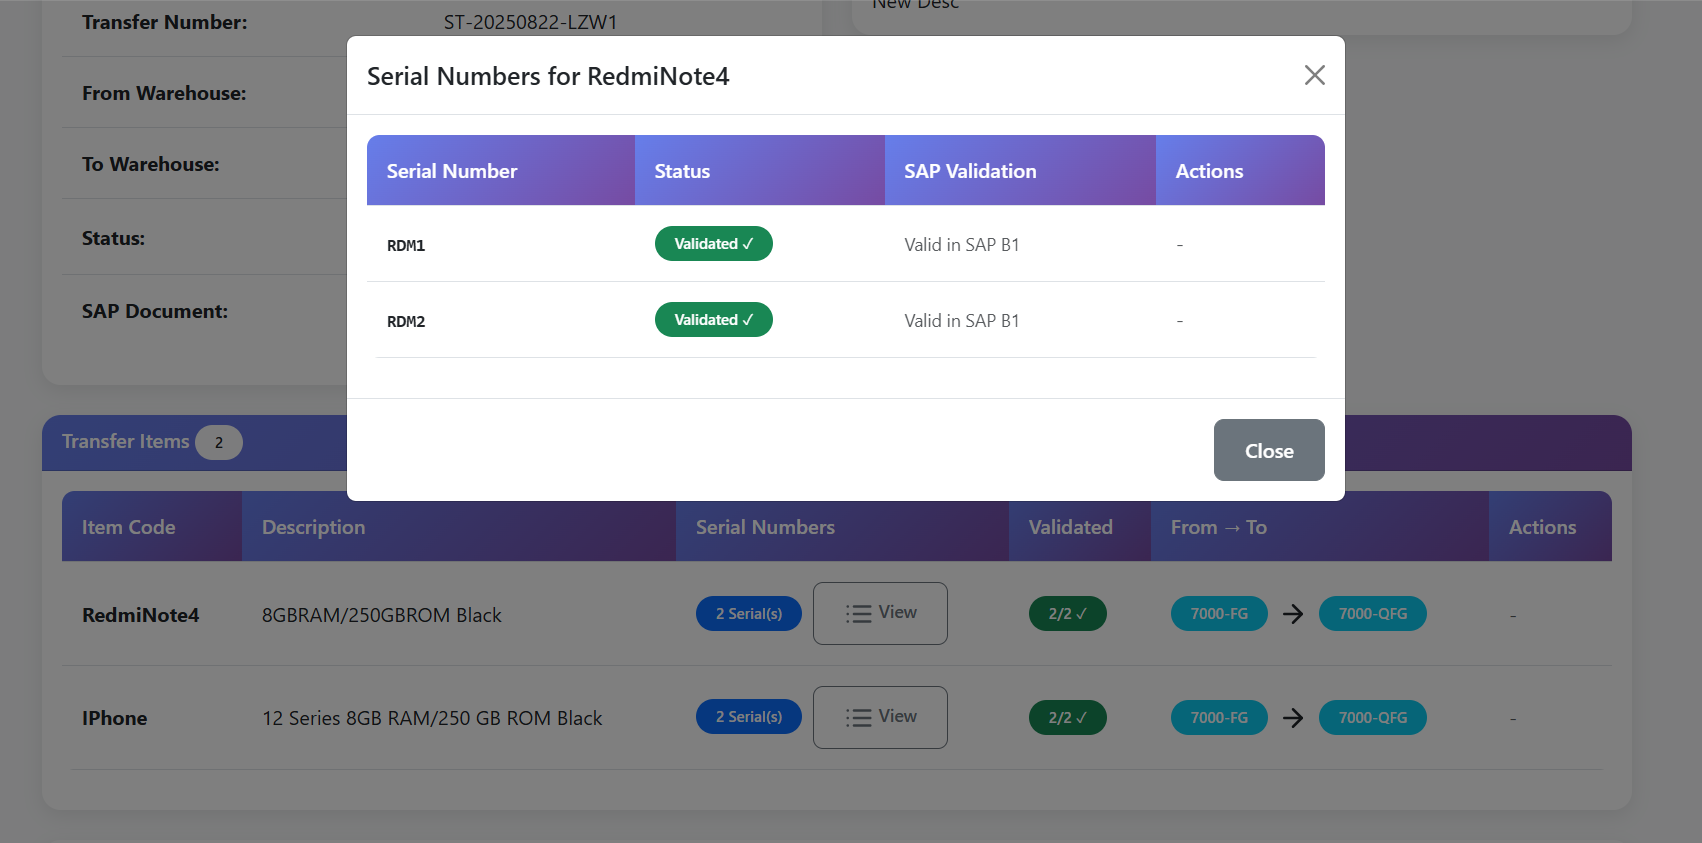 Transfer Number: ST-20250822-LZW1
New Desc
Serial Numbers for RedmiNote4
From Warehouse:
To Warehouse:
Status:
SAP Document:
Serial Number Status SAP Validation Actions
RDM1 Validated ✓ Valid in SAP B1 -
RDM2 Validated ✓ Valid in SAP B1 -
Close
Transfer Items 2
Item Code Description Serial Numbers Validated From → To Actions
RedmiNote4 8GBRAM/250GBROM Black 2 Serial(s) View 2/2 ✓ 7000-FG → 7000-QFG -
IPhone 12 Series 8GB RAM/250 GB ROM Black 2 Serial(s) View 2/2 ✓ 7000-FG → 7000-QFG -